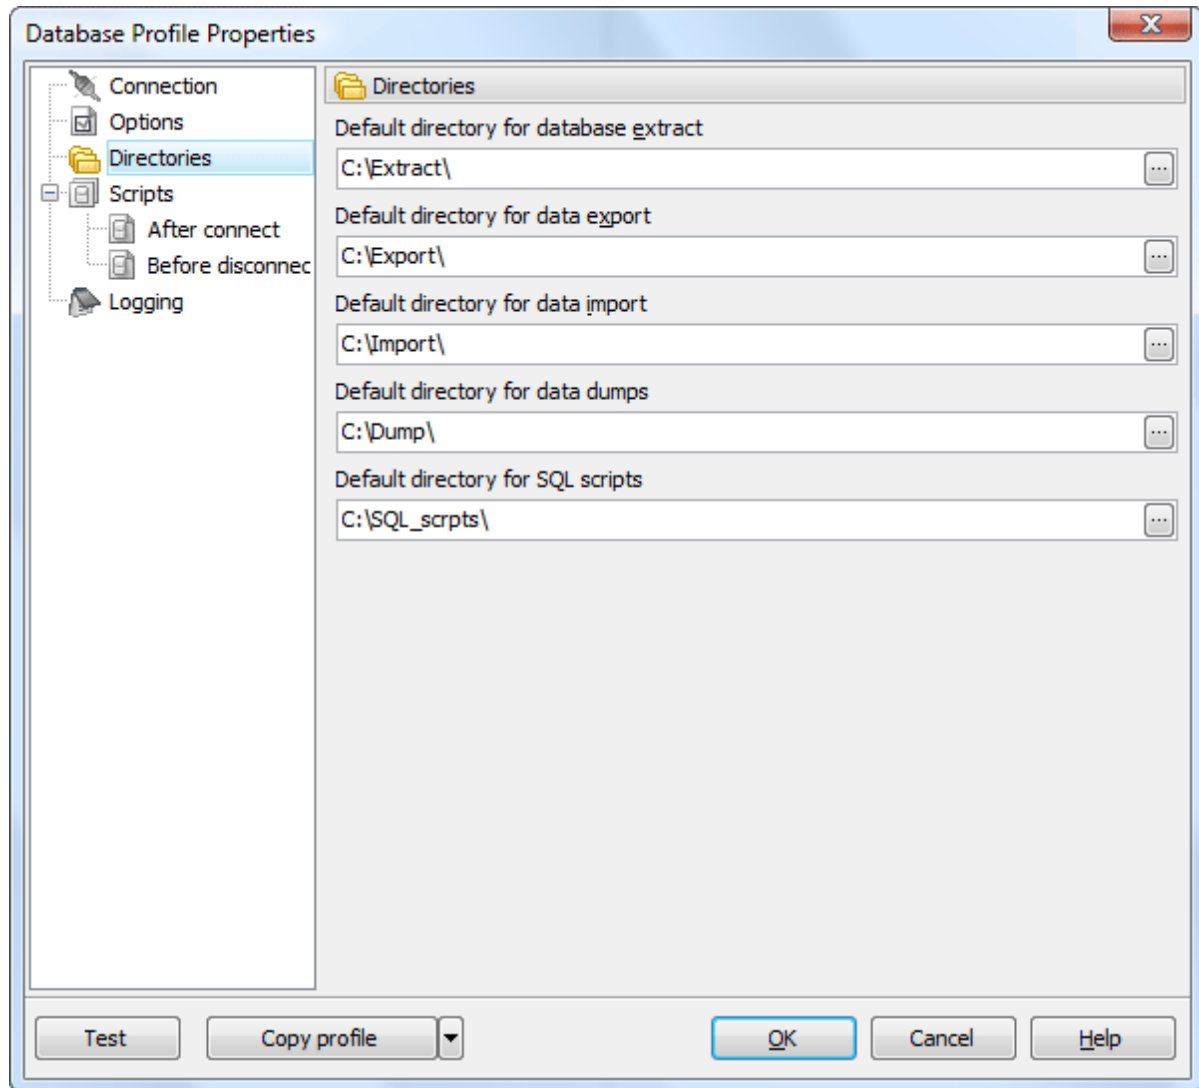 Database Profile Properties
Connection
Options
Directories
Scripts
After connect
Before disconnec
Logging
Directories
Default directory for database extract
C:\Extract\
...
Default directory for data export
C:\Export\
...
Default directory for data import
C:\Import\
...
Default directory for data dumps
C:\Dump\
...
Default directory for SQL scripts
C:\SQL_scrpts\
...
Test
Copy profile
OK
Cancel
Help